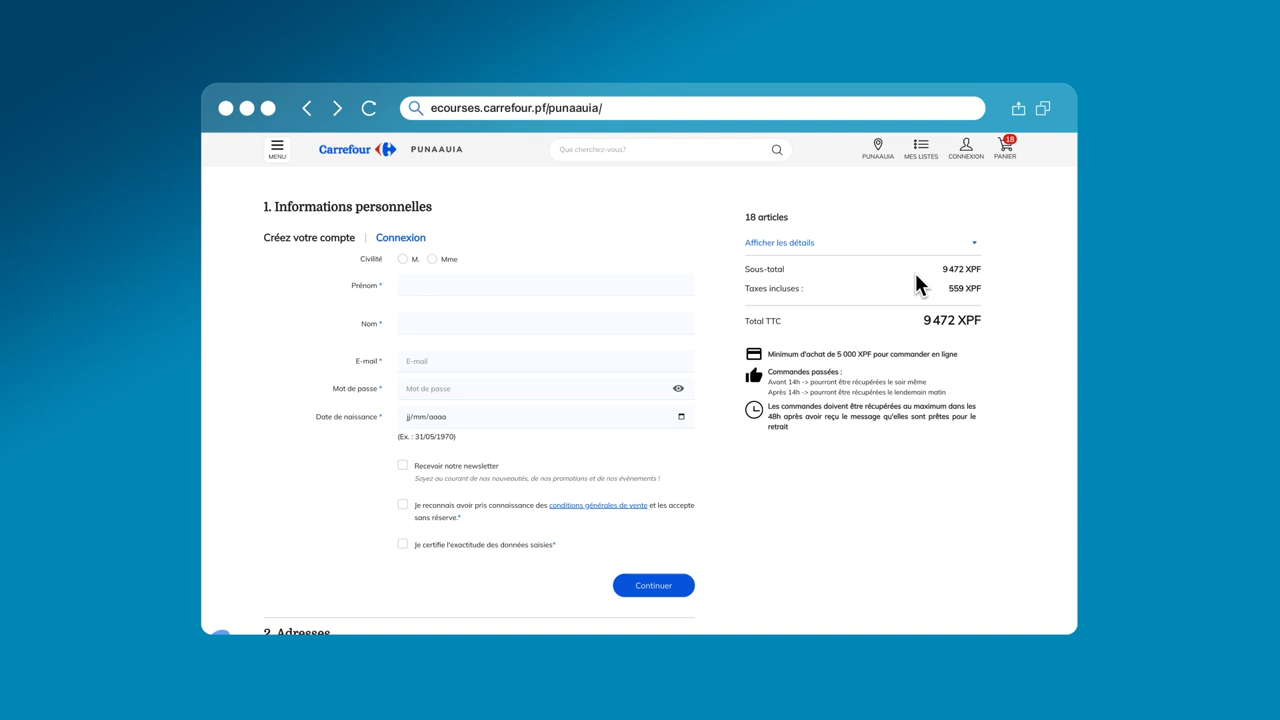 ecourses.carrefour.pf/punaauia/
MENU
Carrefour PUNAAUIA
Que cherchez-vous?
PUNAAUIA
MES LISTES
CONNEXION
18
PANIER
1. Informations personnelles
Créez votre compte | Connexion
Civilité M. Mme
Prénom *
Nom *
E-mail * E-mail
Mot de passe * Mot de passe
Date de naissance * jj/mm/aaaa
(Ex. : 31/05/1970)
Recevoir notre newsletter
Soyez au courant de nos nouveautés, de nos promotions et de nos évènements !
Je reconnais avoir pris connaissance des conditions générales de vente et les accepte
sans réserve.*
Je certifie l'exactitude des données saisies*
Continuer
2. Adresses
18 articles
Afficher les détails
Sous-total 9 472 XPF
Taxes incluses : 559 XPF
Total TTC 9 472 XPF
Minimum d'achat de 5 000 XPF pour commander en ligne
Commandes passées :
Avant 14h -> pourront être récupérées le soir même
Après 14h -> pourront être récupérées le lendemain matin
Les commandes doivent être récupérées au maximum dans les
48h après avoir reçu le message qu'elles sont prêtes pour le
retrait